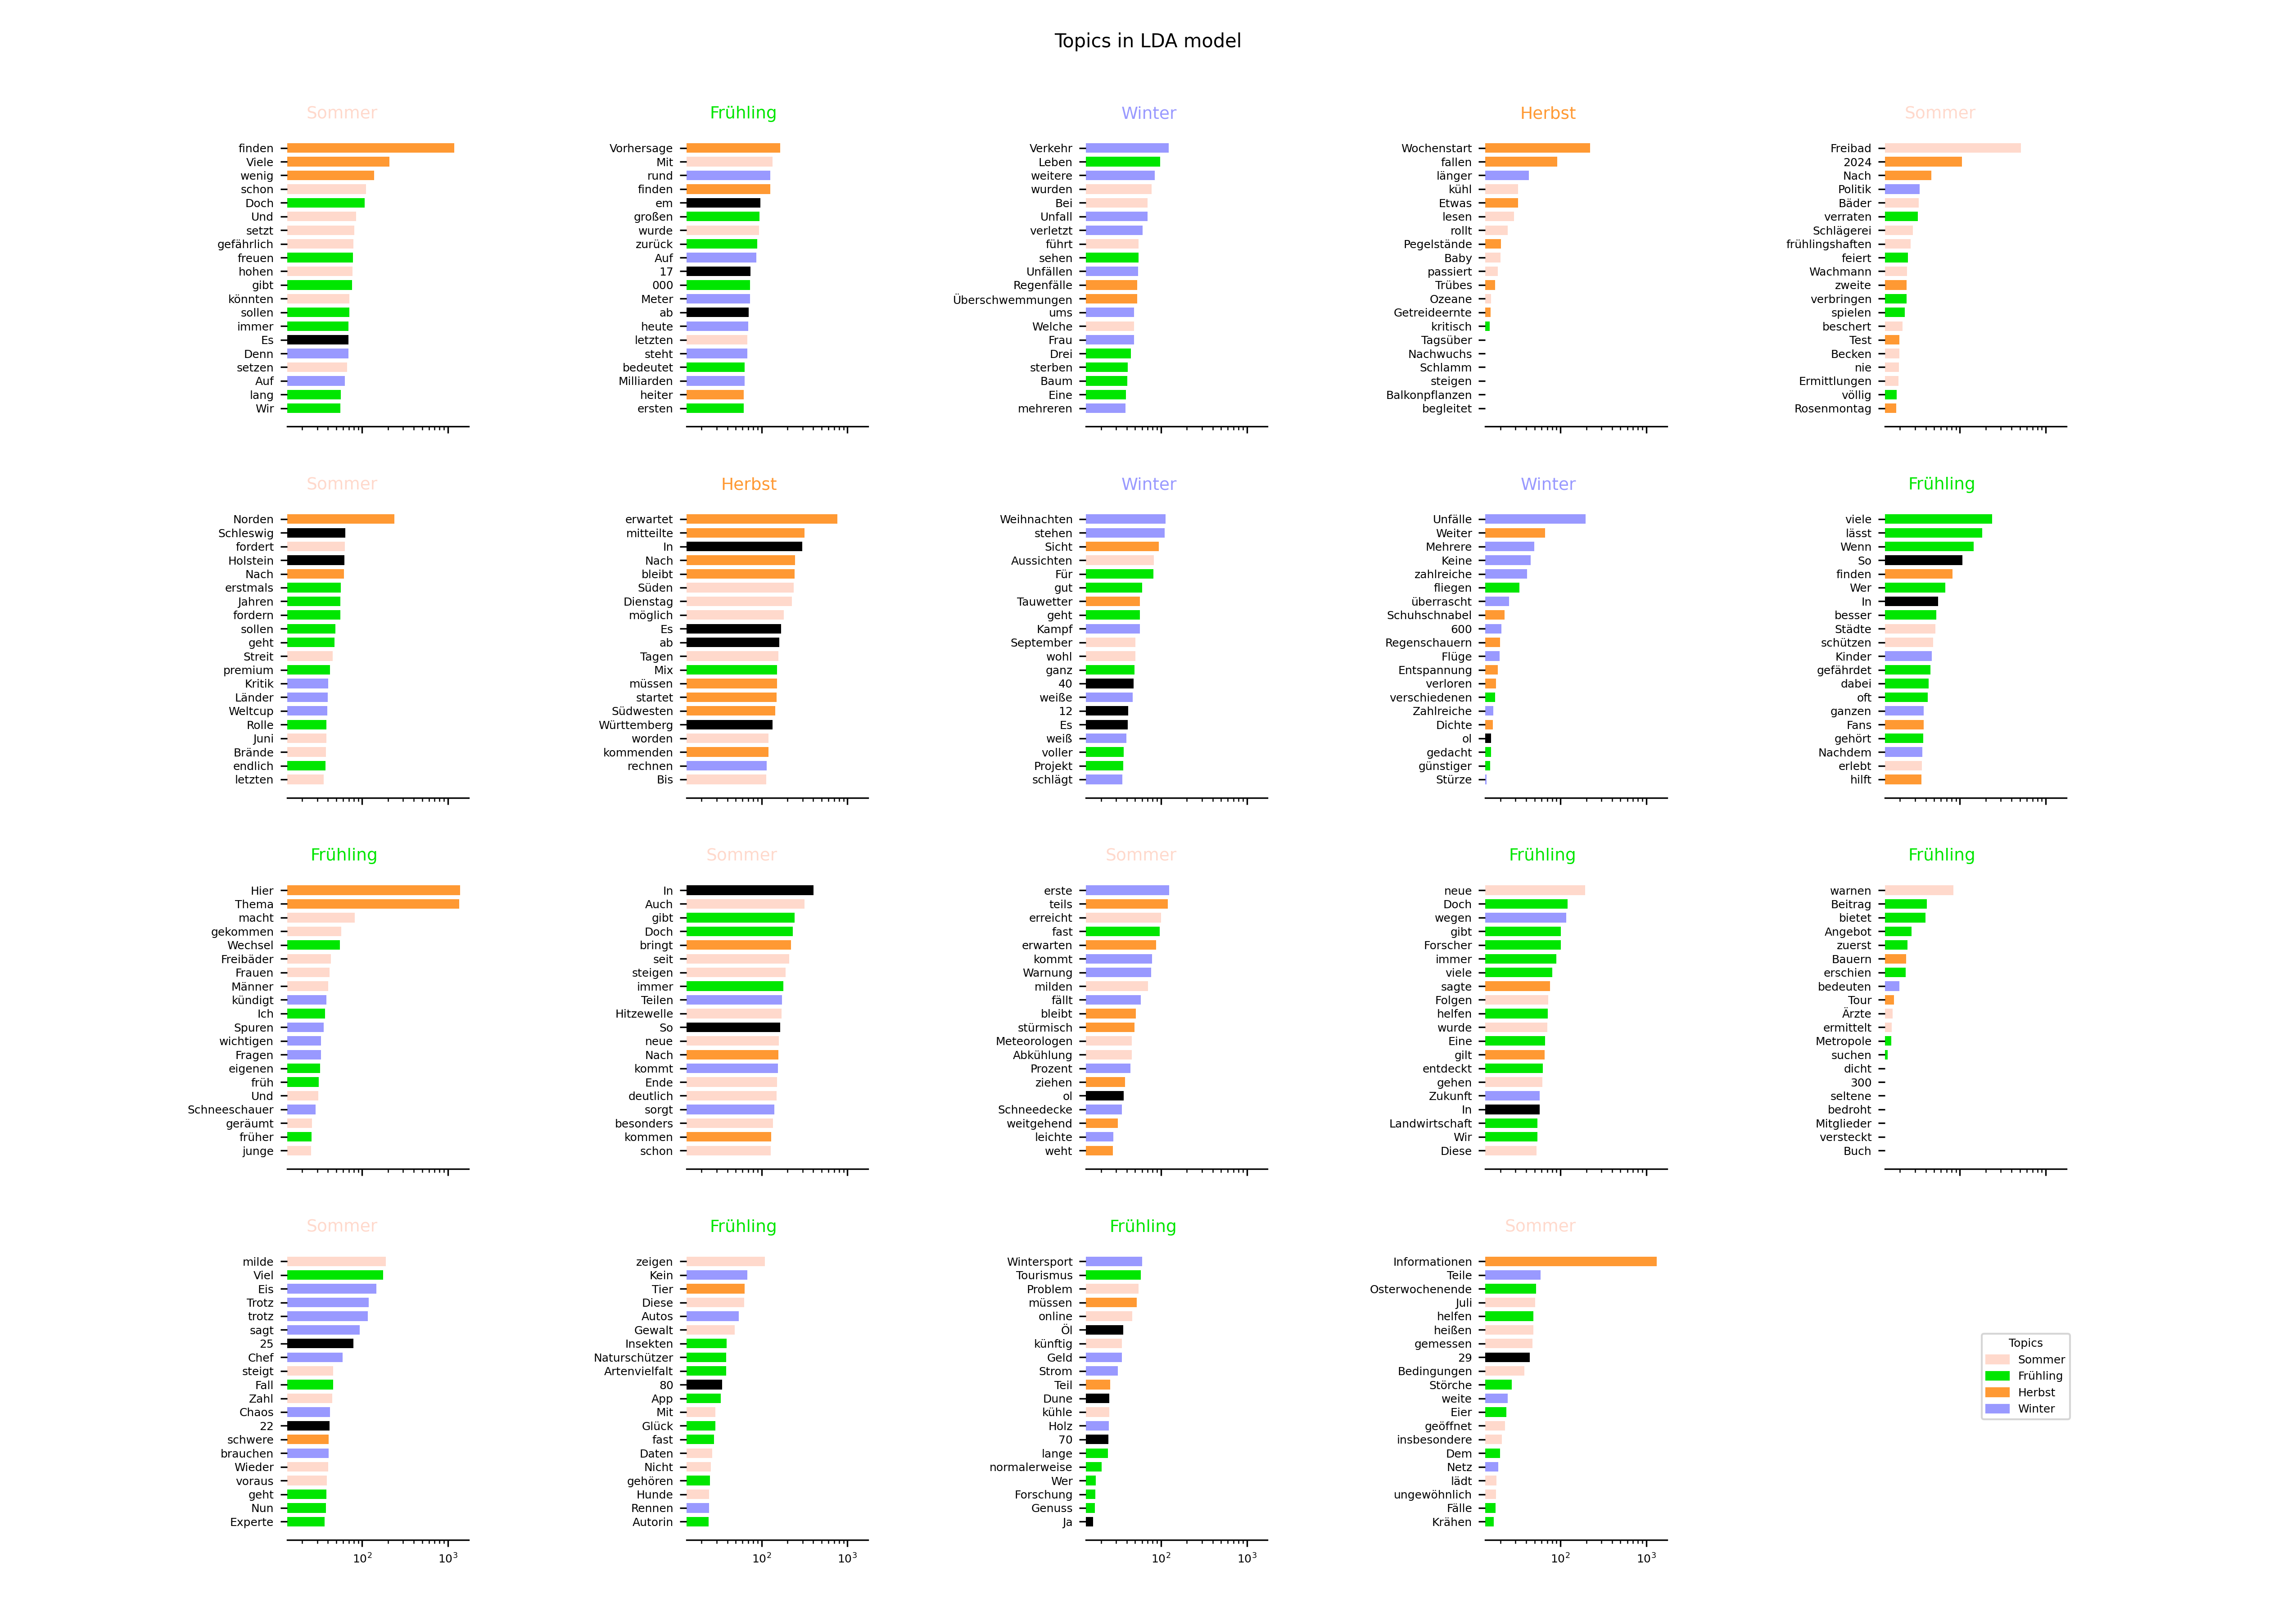 Topics in LDA model
Sommer
finden
Viele
wenig
schon
Doch
Und
setzt
gefährlich
freuen
hohen
gibt
könnten
sollen
immer
Es
Denn
setzen
Auf
lang
Wir
Frühling
Vorhersage
Mit
rund
finden
em
großen
wurde
zurück
Auf
17
000
Meter
ab
heute
letzten
steht
bedeutet
Milliarden
heiter
ersten
Winter
Verkehr
Leben
weitere
wurden
Bei
Unfall
verletzt
führt
sehen
Unfällen
Regenfälle
Überschwemmungen
ums
Welche
Frau
Drei
sterben
Baum
Eine
mehreren
Herbst
Wochenstart
fallen
länger
kühl
Etwas
lesen
rollt
Pegelstände
Baby
passiert
Trübes
Ozeane
Getreideernte
kritisch
Tagsüber
Nachwuchs
Schlamm
steigen
Balkonpflanzen
begleitet
Sommer
Freibad
2024
Nach
Politik
Bäder
verraten
Schlägerei
frühlingshaften
feiert
Wachmann
zweite
verbringen
spielen
beschert
Test
Becken
nie
Ermittlungen
völlig
Rosenmontag
Sommer
Norden
Schleswig
fordert
Holstein
Nach
erstmals
Jahren
fordern
sollen
geht
Streit
premium
Kritik
Länder
Weltcup
Rolle
Juni
Brände
endlich
letzten
Herbst
erwartet
mitteilte
In
Nach
bleibt
Süden
Dienstag
möglich
Es
ab
Tagen
Mix
müssen
startet
Südwesten
Württemberg
worden
kommenden
rechnen
Bis
Winter
Weihnachten
stehen
Sicht
Aussichten
Für
gut
Tauwetter
geht
Kampf
September
wohl
ganz
40
weiße
12
Es
weiß
voller
Projekt
schlägt
Winter
Unfälle
Weiter
Mehrere
Keine
zahlreiche
fliegen
überrascht
Schuhschnabel
600
Regenschauern
Flüge
Entspannung
verloren
verschiedenen
Zahlreiche
Dichte
ol
gedacht
günstiger
Stürze
Frühling
viele
lässt
Wenn
So
finden
Wer
In
besser
Städte
schützen
Kinder
gefährdet
dabei
oft
ganzen
Fans
gehört
Nachdem
erlebt
hilft
Frühling
Hier
Thema
macht
gekommen
Wechsel
Freibäder
Frauen
Männer
kündigt
Ich
Spuren
wichtigen
Fragen
eigenen
früh
Und
Schneeschauer
geräumt
früher
junge
Sommer
In
Auch
gibt
Doch
bringt
seit
steigen
immer
Teilen
Hitzewelle
So
neue
Nach
kommt
Ende
deutlich
sorgt
besonders
kommen
schon
Sommer
erste
teils
erreicht
fast
erwarten
kommt
Warnung
milden
fällt
bleibt
stürmisch
Meteorologen
Abkühlung
Prozent
ziehen
ol
Schneedecke
weitgehend
leichte
weht
Frühling
neue
Doch
wegen
gibt
Forscher
immer
viele
sagte
Folgen
helfen
wurde
Eine
gilt
entdeckt
gehen
Zukunft
In
Landwirtschaft
Wir
Diese
Frühling
warnen
Beitrag
bietet
Angebot
zuerst
Bauern
erschien
bedeuten
Tour
Ärzte
ermittelt
Metropole
suchen
dicht
300
seltene
bedroht
Mitglieder
versteckt
Buch
Sommer
milde
Viel
Eis
Trotz
trotz
sagt
25
Chef
steigt
Fall
Zahl
Chaos
22
schwere
brauchen
Wieder
voraus
geht
Nun
Experte
10² 10³
Frühling
zeigen
Kein
Tier
Diese
Autos
Gewalt
Insekten
Naturschützer
Artenvielfalt
80
App
Mit
Glück
fast
Daten
Nicht
gehören
Hunde
Rennen
Autorin
10² 10³
Frühling
Wintersport
Tourismus
Problem
müssen
online
Öl
künftig
Geld
Strom
Teil
Dune
kühle
Holz
70
lange
normalerweise
Wer
Forschung
Genuss
Ja
10² 10³
Sommer
Informationen
Teile
Osterwochenende
Juli
helfen
heißen
gemessen
29
Bedingungen
Störche
weite
Eier
geöffnet
insbesondere
Dem
Netz
lädt
ungewöhnlich
Fälle
Krähen
10² 10³
Topics
Sommer
Frühling
Herbst
Winter